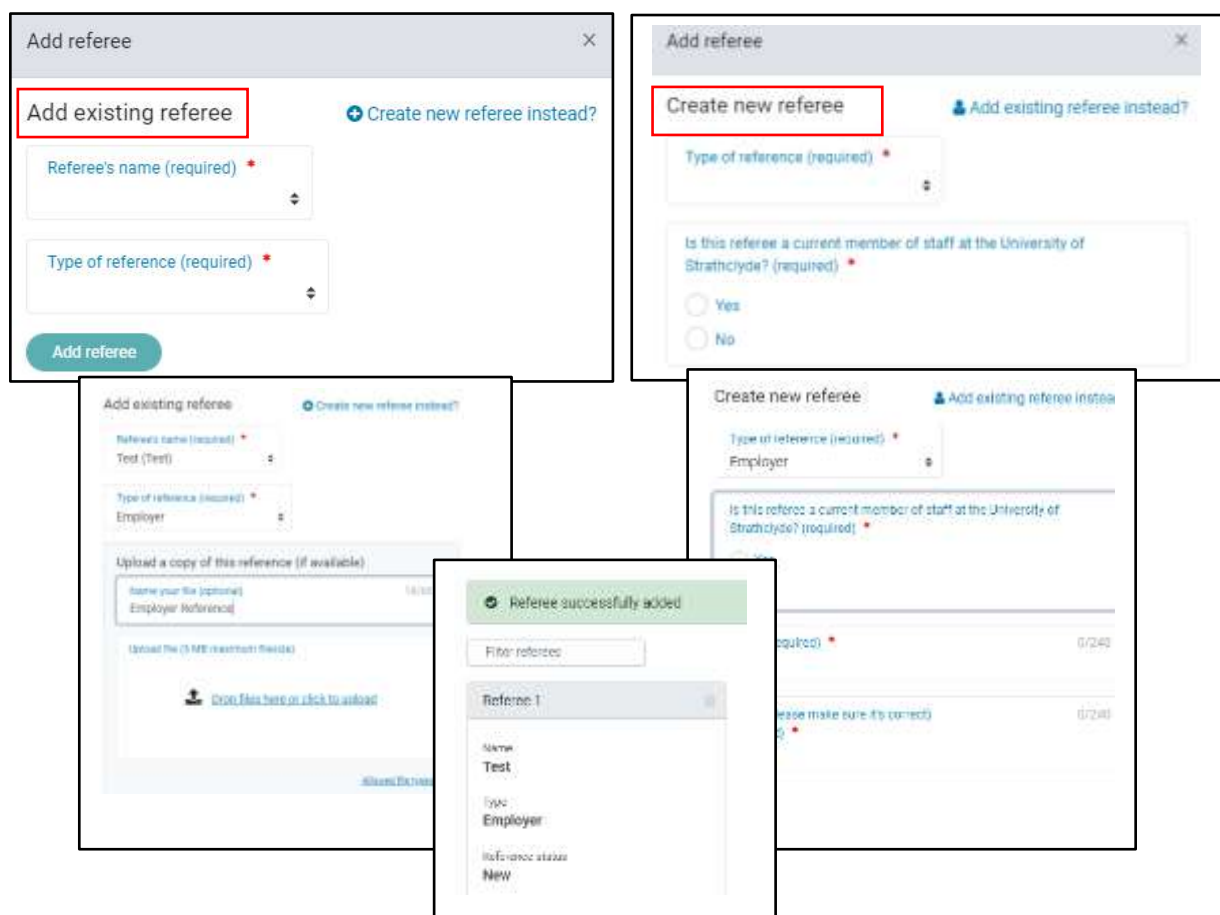 Add referee
Add existing referee
Create new referee instead?
Referee's name (required) *
Type of reference (required) *
Add referee
Add referee
Create new referee
Add existing referee instead?
Type of reference (required) *
Is this referee a current member of staff at the University of
Strathclyde? (required) *
Yes
No
Add existing referee
Create new referee instead?
Referee's name (required) *
Test (Test)
Type of reference (required) *
Employer
Upload a copy of this reference (if available)
Name your file (optional)
Employer Reference
Upload file (5 MB maximum filesize)
Drop files here or click to upload
Create new referee
Add existing referee instea
Type of reference (required) *
Employer
Is this referee a current member of staff at the University of
Strathclyde? (required) *
equired) *
0/240
ease make sure it's correct)
0/240
*
Referee successfully added
Filter referees
Referee 1
Name
Test
Type
Employer
Reference status
New